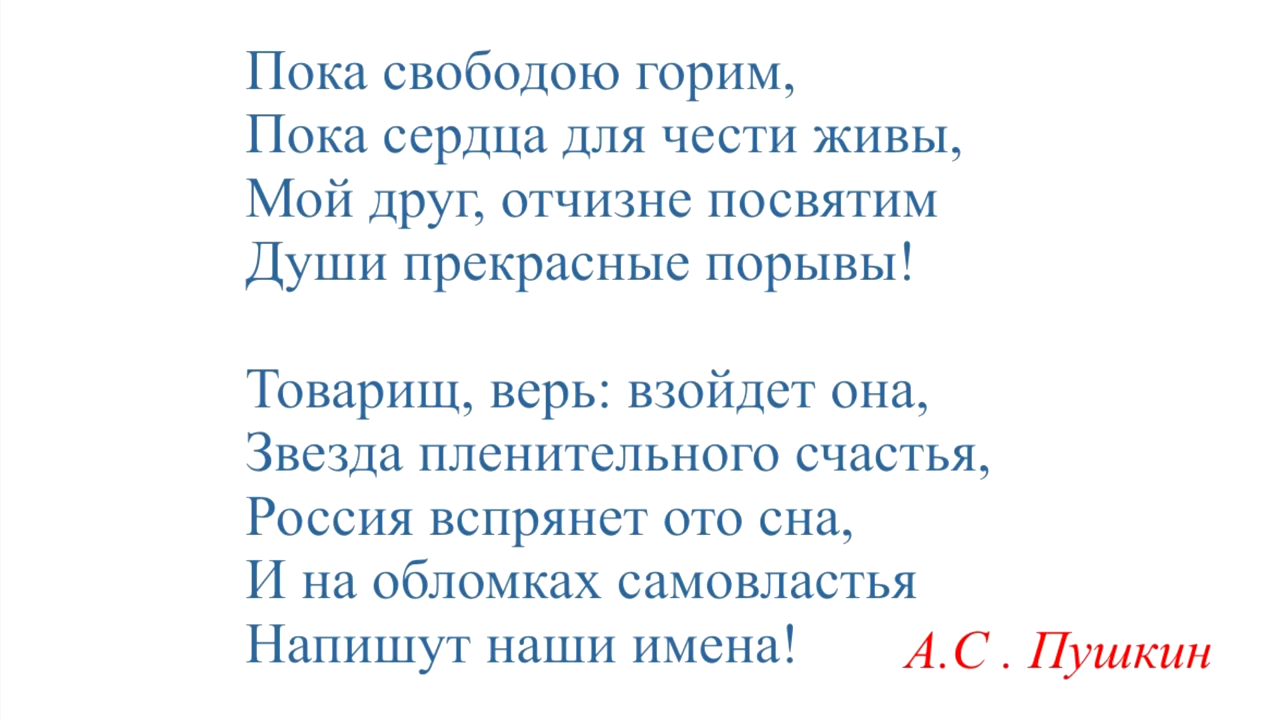 Пока свободою горим,
Пока сердца для чести живы,
Мой друг, отчизне посвятим
Души прекрасные порывы!
Товарищ, верь: взойдет она,
Звезда пленительного счастья,
Россия вспрянет ото сна,
И на обломках самовластья
Напишут наши имена!
А.С . Пушкин